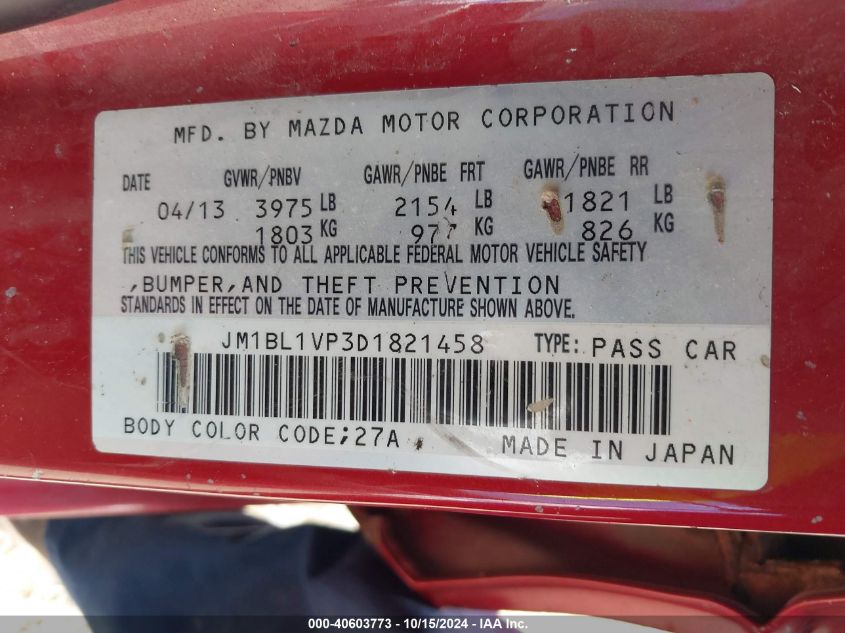 MFD. BY MAZDA MOTOR CORPORATION
DATE GVWR/PNBV GAWR/PNBE FRT GAWR/PNBE RR
04/13 3975 LB 2154 LB 1821 LB
1803 KG 977 KG 826 KG
THIS VEHICLE CONFORMS TO ALL APPLICABLE FEDERAL MOTOR VEHICLE SAFETY
,BUMPER,AND THEFT PREVENTION
STANDARDS IN EFFECT ON THE DATE OF MANUFACTURE SHOWN ABOVE.
JM1BL1VP3D1821458 TYPE: PASS CAR
BODY COLOR CODE;27A MADE IN JAPAN
000-40603773 - 10/15/2024 - IAA Inc.